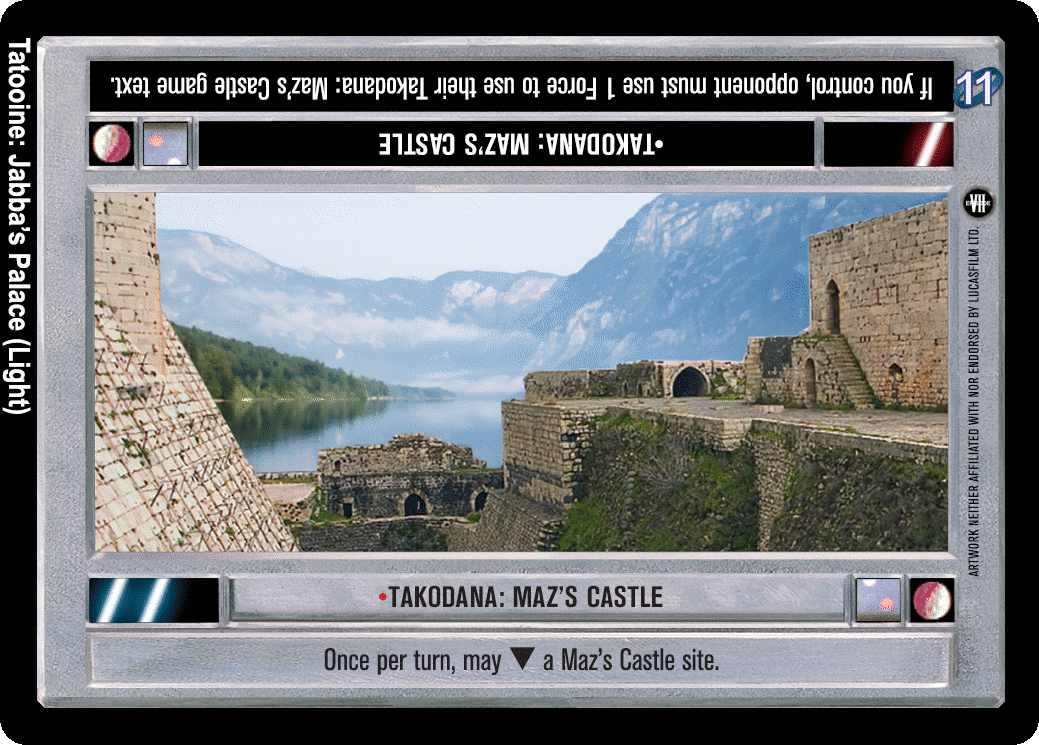 Tatooine: Jabba's Palace (Light)
If you control, opponent must use 1 Force to use their Takodana: Maz's Castle game text.
11
•TAKODANA: MAZ'S CASTLE
EPISODE
VII
ARTWORK NEITHER AFFILIATED WITH NOR ENDORSED BY LUCASFILM LTD.
•TAKODANA: MAZ'S CASTLE
Once per turn, may ▼ a Maz's Castle site.